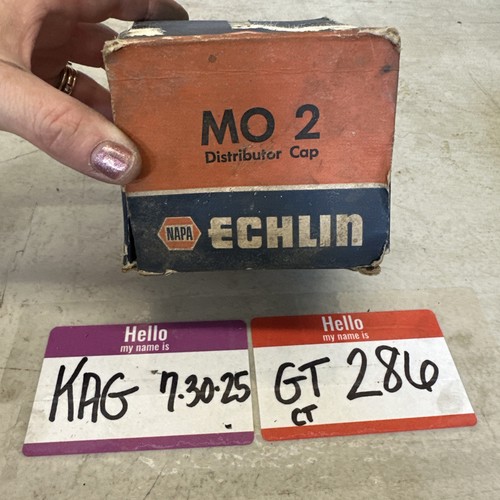 MO 2
Distributor Cap
NAPA ECHLIN
Hello
my name is
KAG 7.30.25
Hello
my name is
GT 286
CT